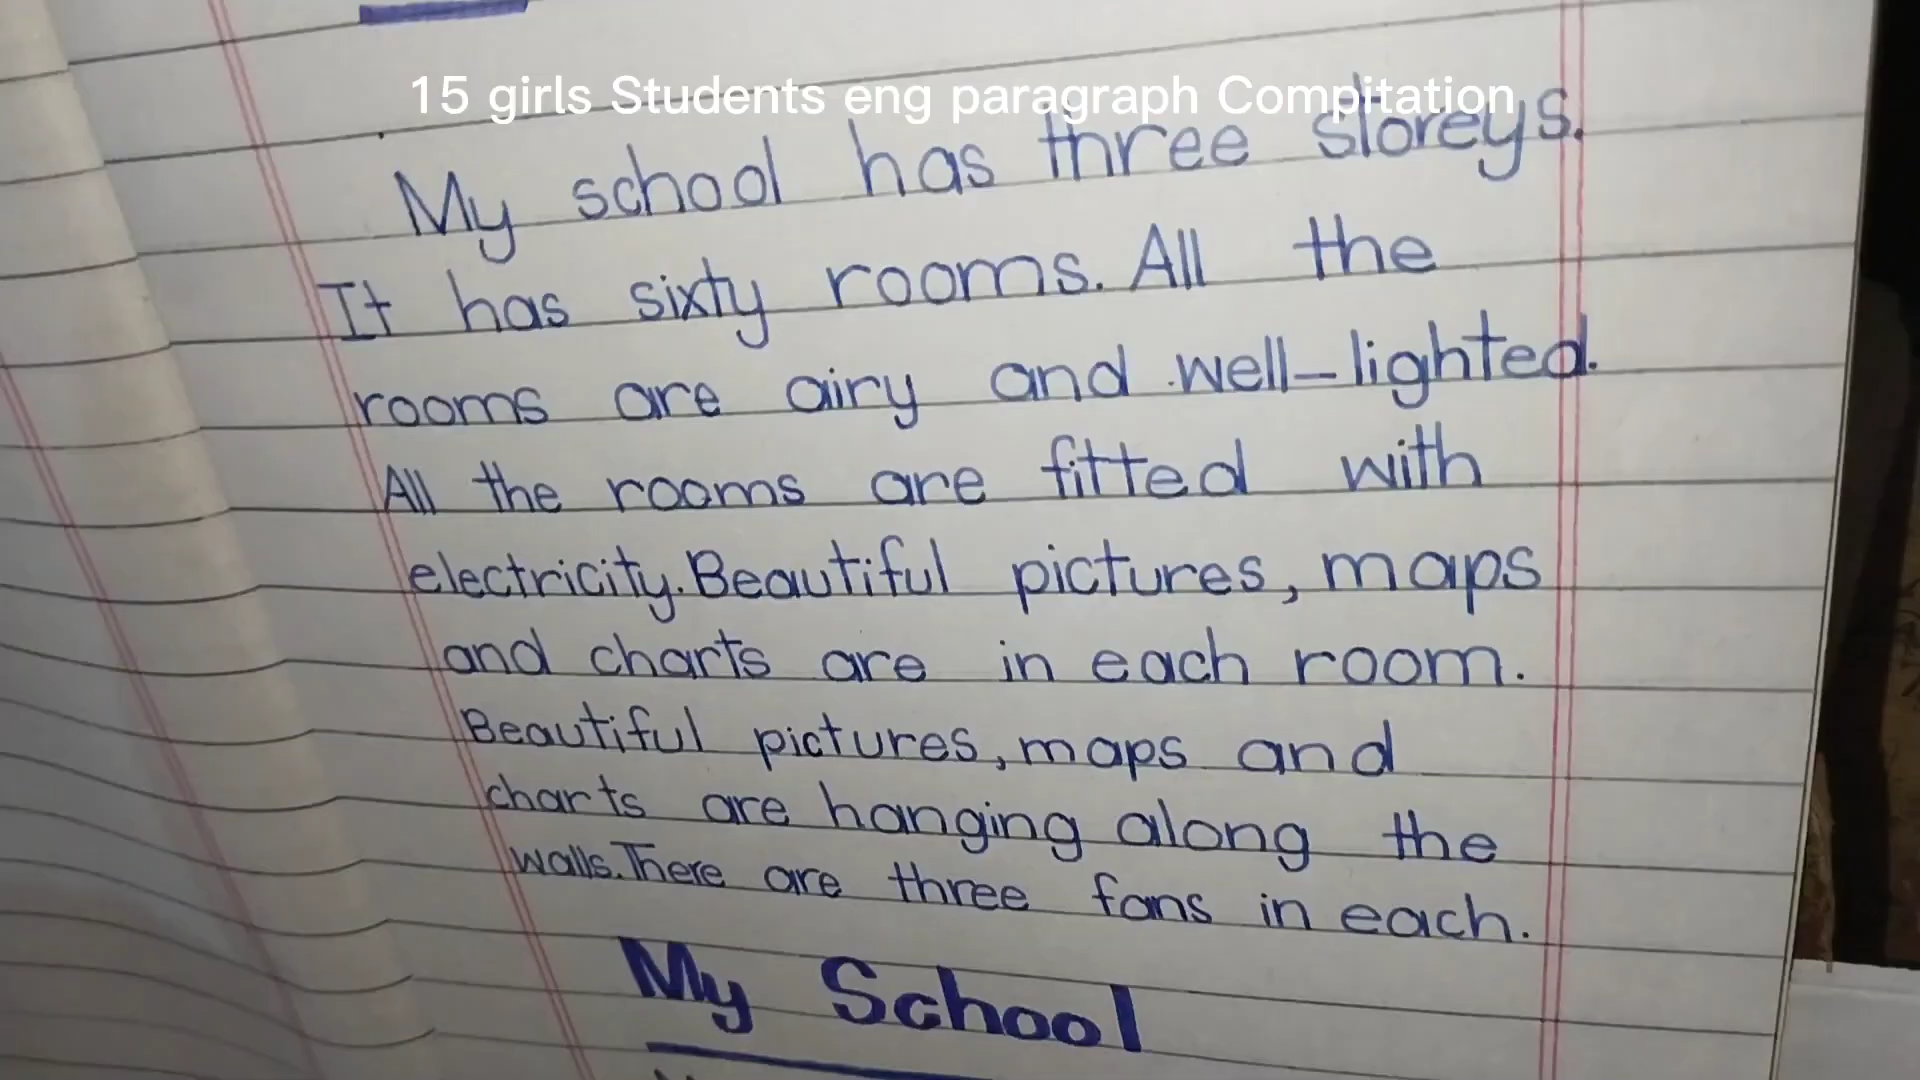 15 girls Students eng paragraph Compitation
My school has three storeys.
It has sixty rooms. All the
rooms are airy and well-lighted.
All the rooms are fitted with
electricity. Beautiful pictures, maps
and charts are in each room.
Beautiful pictures, maps and
charts are hanging along the
walls. There are three fans in each.
My School